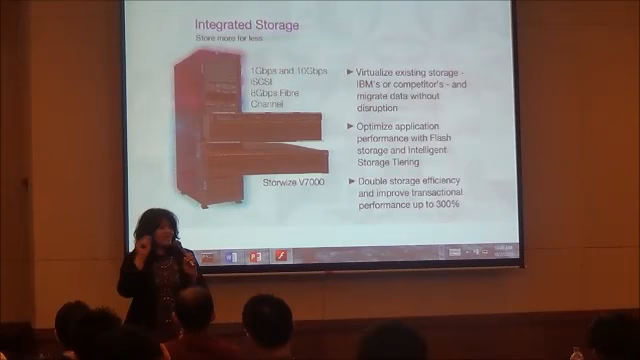 Integrated Storage
Store more for less
1Gbps and 10Gbps
iSCSI
8Gbps Fibre
Channel
Storwize V7000
► Virtualize existing storage -
IBM's or competitor's - and
migrate data without
disruption
► Optimize application
performance with Flash
storage and Intelligent
Storage Tiering
► Double storage efficiency
and improve transactional
performance up to 300%